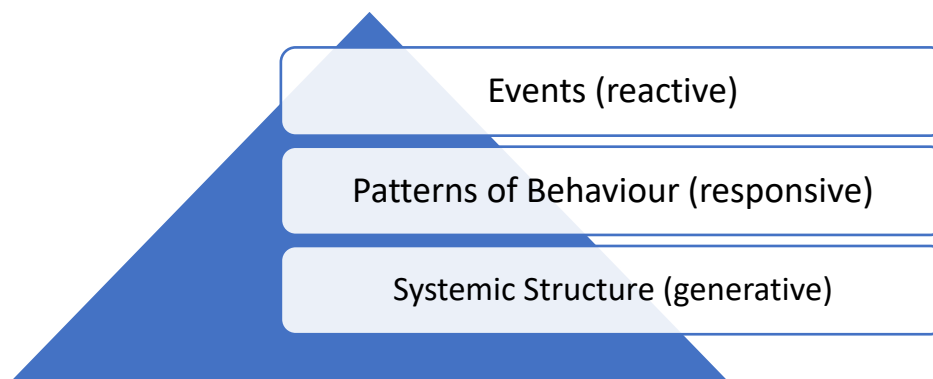 Events (reactive)
Patterns of Behaviour (responsive)
Systemic Structure (generative)